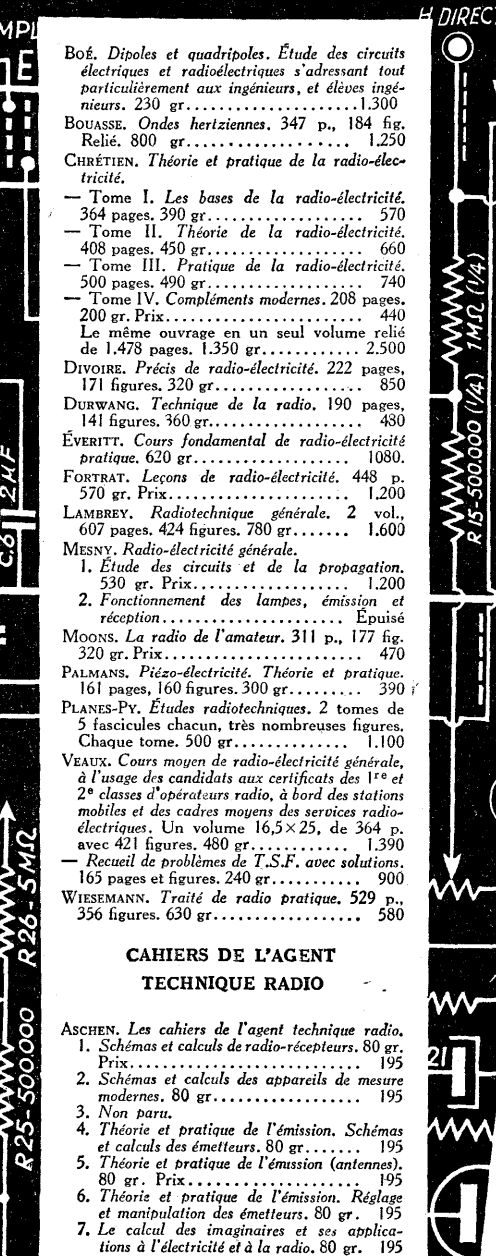 H DIREC
BOÉ. Dipoles et quadripoles. Étude des circuits
électriques et radioélectriques s'adressant tout
particulièrement aux ingénieurs, et élèves ingé-
nieurs. 230 gr....................1.300
BOUASSE. Ondes hertziennes. 347 p., 184 fig.
Relié. 800 gr.................... 1.250
CHRÉTIEN. Théorie et pratique de la radio-élec-
tricité.
— Tome I. Les bases de la radio-électricité.
364 pages. 390 gr.................. 570
— Tome II. Théorie de la radio-électricité.
408 pages. 450 gr.................. 660
— Tome III. Pratique de la radio-électricité.
500 pages. 490 gr.................. 740
— Tome IV. Compléments modernes. 208 pages.
200 gr. Prix...................... 440
Le même ouvrage en un seul volume relié
de 1.478 pages. 1.350 gr............ 2.500
DIVOIRE. Précis de radio-électricité. 222 pages,
171 figures. 320 gr................. 850
DURWANG. Technique de la radio. 190 pages,
141 figures. 360 gr................. 480
ÉVERITT. Cours fondamental de radio-électricité
pratique. 620 gr.................. 1080.
FORTRAT. Leçons de radio-électricité. 448 p.
570 gr. Prix..................... 1.200
LAMBREY. Radiotechnique générale. 2 vol.,
607 pages. 424 figures. 780 gr....... 1.600
MESNY. Radio-électricité générale.
1. Étude des circuits et de la propagation.
530 gr. Prix.................... 1.200
2. Fonctionnement des lampes, émission et
réception.................... Épuisé
MOONS. La radio de l'amateur. 311 p., 177 fig.
320 gr. Prix...................... 470
PALMANS. Piézo-électricité. Théorie et pratique.
161 pages, 160 figures. 300 gr......... 390
PLANES-PY. Études radiotechniques. 2 tomes de
5 fascicules chacun, très nombreuses figures.
Chaque tome. 500 gr.............. 1.100
VEAUX. Cours moyen de radio-électricité générale,
à l'usage des candidats aux certificats des 1re et
2e classes d'opérateurs radio, à bord des stations
mobiles et des cadres moyens des services radio-
électriques. Un volume 16,5×25, de 364 p.
avec 421 figures. 480 gr............ 1.390
— Recueil de problèmes de T.S.F. avec solutions.
165 pages et figures. 240 gr.......... 900
WIESEMANN. Traité de radio pratique. 529 p.,
356 figures. 630 gr................. 580
CAHIERS DE L'AGENT
TECHNIQUE RADIO
ASCHEN. Les cahiers de l'agent technique radio.
1. Schémas et calculs de radio-récepteurs. 80 gr.
Prix............................ 195
2. Schémas et calculs des appareils de mesure
modernes. 80 gr.................. 195
3. Non paru.
4. Théorie et pratique de l'émission. Schémas
et calculs des émetteurs. 80 gr....... 195
5. Théorie et pratique de l'émission (antennes).
80 gr. Prix..................... 195
6. Théorie et pratique de l'émission. Réglage
et manipulation des émetteurs. 80 gr. 195
7. Le calcul des imaginaires et ses applica-
tions à l'électricité et à la radio. 80 gr. 195
C.6 2µF
R26-5MΩ
R25-500000
1MΩ (1/4)
R15-500.000 (1/4)
21